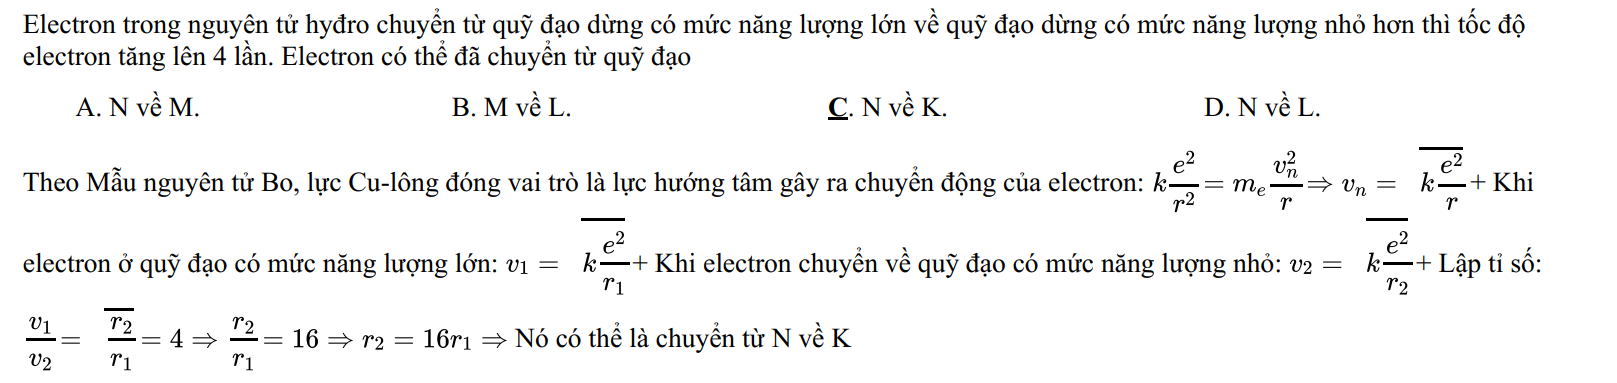 Electron trong nguyên tử hyđro chuyển từ quỹ đạo dừng có mức năng lượng lớn về quỹ đạo dừng có mức năng lượng nhỏ hơn thì tốc độ
electron tăng lên 4 lần. Electron có thể đã chuyển từ quỹ đạo
A. N về M. B. M về L. C. N về K. D. N về L.
Theo Mẫu nguyên tử Bo, lực Cu-lông đóng vai trò là lực hướng tâm gây ra chuyển động của electron: $k\frac{e^2}{r^2} = m_e\frac{v_n^2}{r} \Rightarrow v_n = \overline{k\frac{e^2}{r}}$+ Khi
electron ở quỹ đạo có mức năng lượng lớn: $v_1 = \overline{k\frac{e^2}{r_1}}$+ Khi electron chuyển về quỹ đạo có mức năng lượng nhỏ: $v_2 = \overline{k\frac{e^2}{r_2}}$+ Lập tỉ số:
$\frac{v_1}{v_2} = \overline{\frac{r_2}{r_1}} = 4 \Rightarrow \frac{r_2}{r_1} = 16 \Rightarrow r_2 = 16r_1 \Rightarrow$ Nó có thể là chuyển từ N về K